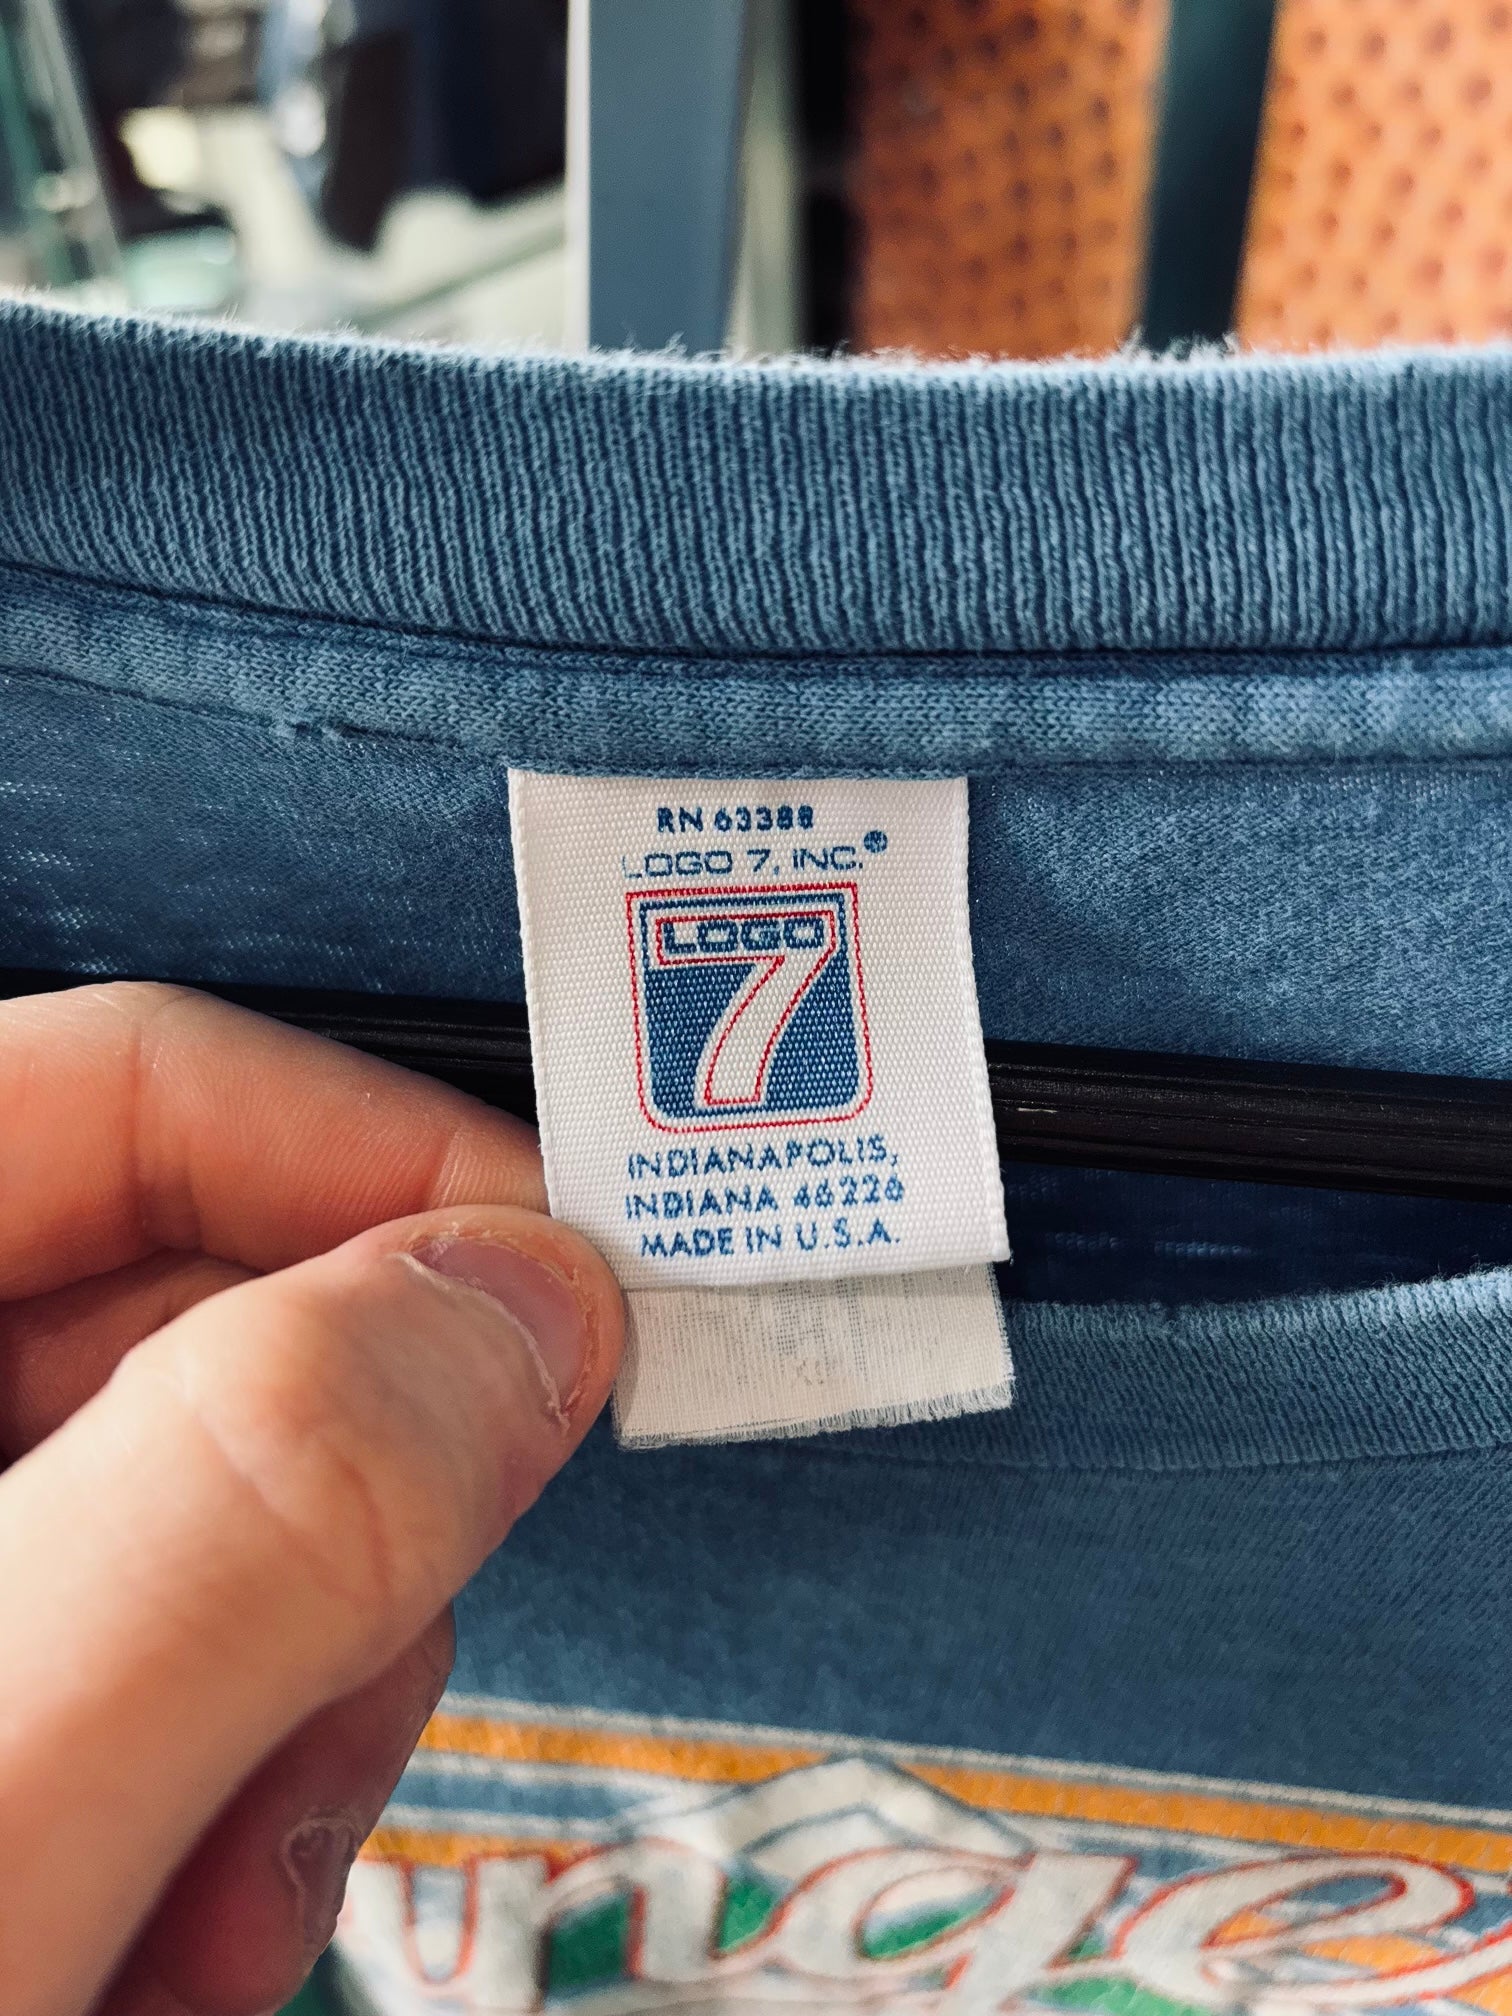 RN 63388
LOGO 7, INC.®
LOGO
7
INDIANAPOLIS,
INDIANA 46226
MADE IN U.S.A.